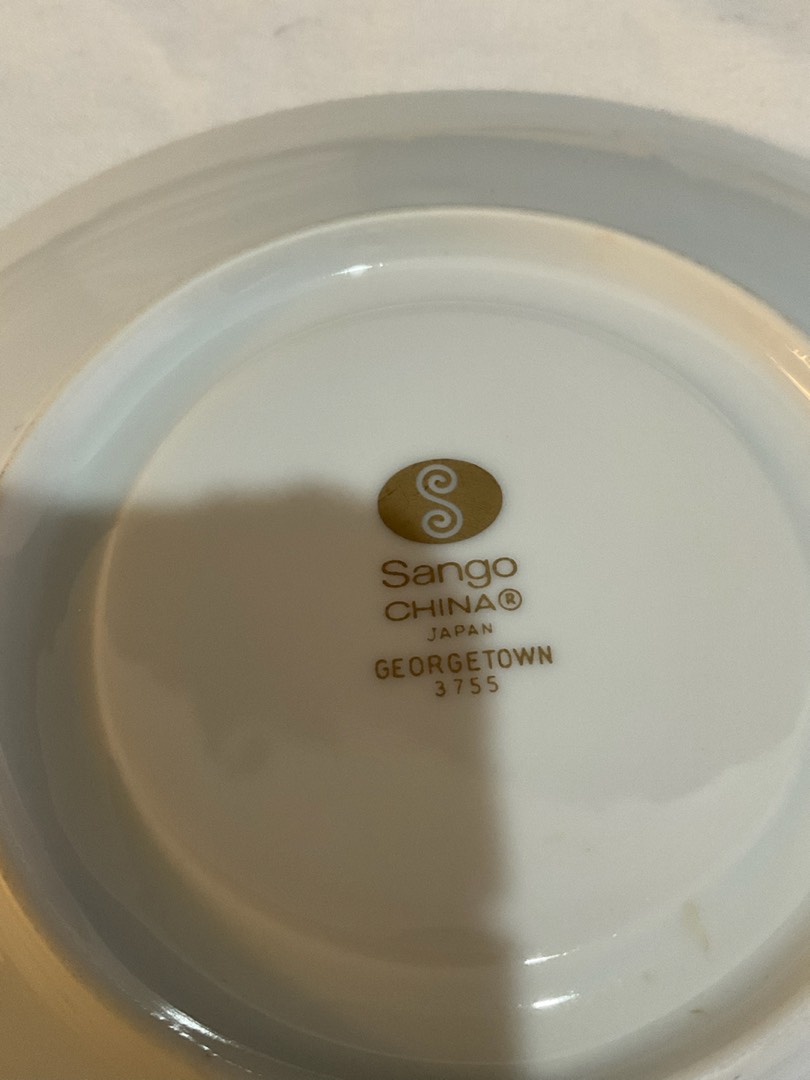 S
Sango
CHINA®
JAPAN
GEORGETOWN
3755